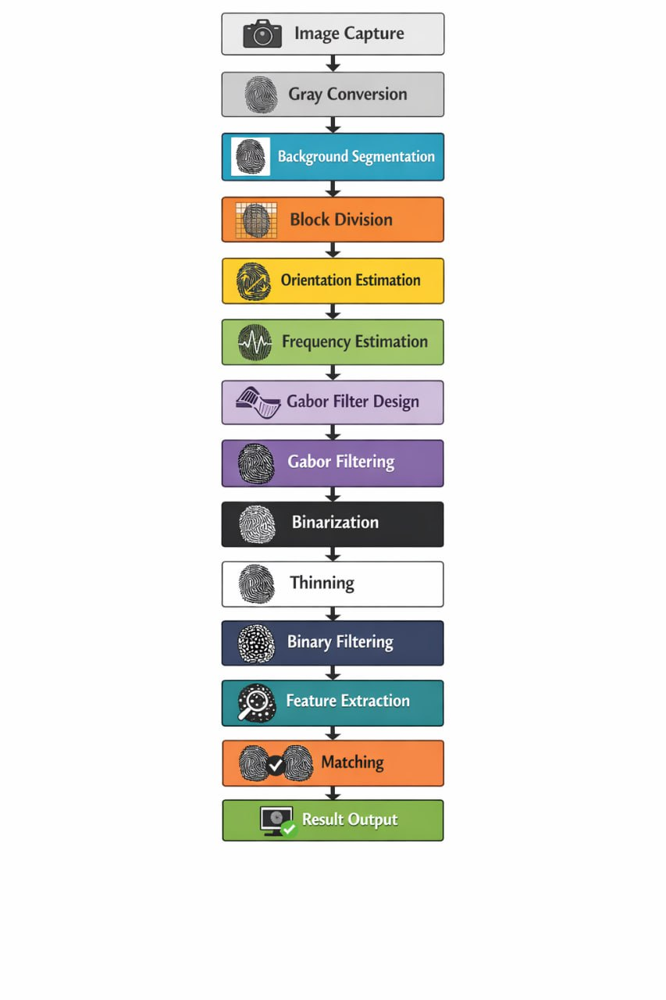 Image Capture
Gray Conversion
Background Segmentation
Block Division
Orientation Estimation
Frequency Estimation
Gabor Filter Design
Gabor Filtering
Binarization
Thinning
Binary Filtering
Feature Extraction
Matching
Result Output